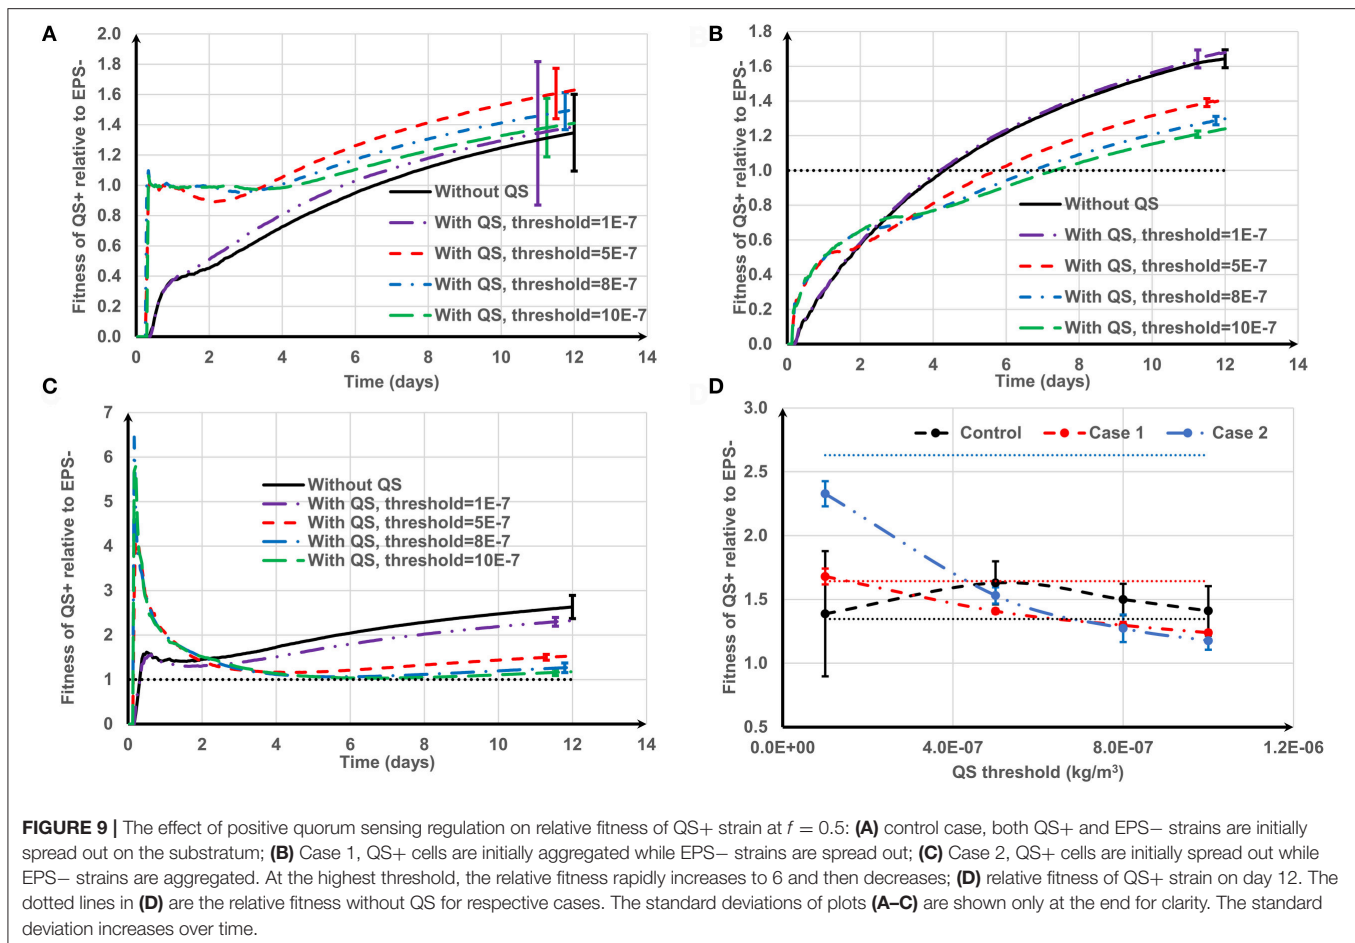 A
Fitness of QS+ relative to EPS-
2.0
1.8
1.6
1.4
1.2
1.0
0.8
0.6
0.4
0.2
0.0
0 2 4 6 8 10 12 14
Time (days)
Without QS
With QS, threshold=1E-7
With QS, threshold=5E-7
With QS, threshold=8E-7
With QS, threshold=10E-7
B
Fitness of QS+ relative to EPS-
1.8
1.6
1.4
1.2
1.0
0.8
0.6
0.4
0.2
0.0
0 2 4 6 8 10 12 14
Time (days)
Without QS
With QS, threshold=1E-7
With QS, threshold=5E-7
With QS, threshold=8E-7
With QS, threshold=10E-7
C
Fitness of QS+ relative to EPS-
7
6
5
4
3
2
1
0
0 2 4 6 8 10 12 14
Time (days)
Without QS
With QS, threshold=1E-7
With QS, threshold=5E-7
With QS, threshold=8E-7
With QS, threshold=10E-7
D
Fitness of QS+ relative to EPS-
3.0
2.5
2.0
1.5
1.0
0.5
0.0E+00 4.0E-07 8.0E-07 1.2E-06
QS threshold (kg/m³)
Control Case 1 Case 2
FIGURE 9 | The effect of positive quorum sensing regulation on relative fitness of QS+ strain at f = 0.5: (A) control case, both QS+ and EPS− strains are initially
spread out on the substratum; (B) Case 1, QS+ cells are initially aggregated while EPS− strains are spread out; (C) Case 2, QS+ cells are initially spread out while
EPS− strains are aggregated. At the highest threshold, the relative fitness rapidly increases to 6 and then decreases; (D) relative fitness of QS+ strain on day 12. The
dotted lines in (D) are the relative fitness without QS for respective cases. The standard deviations of plots (A–C) are shown only at the end for clarity. The standard
deviation increases over time.